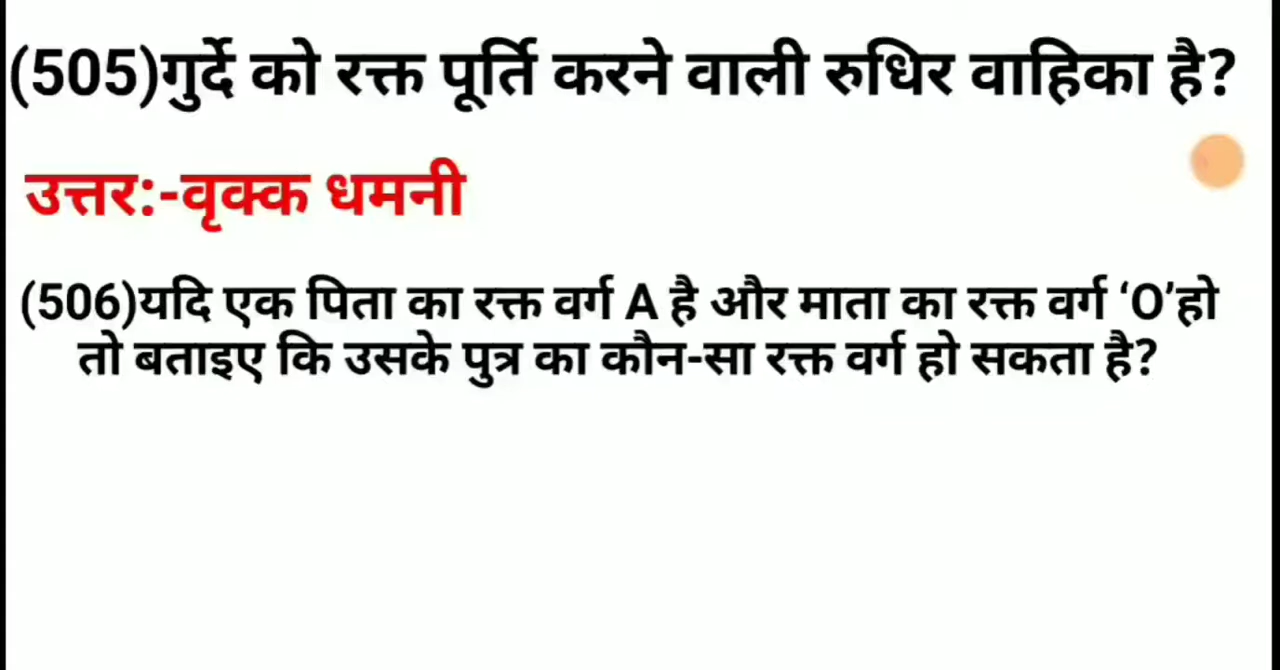 (505)गुर्दे को रक्त पूर्ति करने वाली रुधिर वाहिका है?
उत्तर:-वृक्क धमनी
(506)यदि एक पिता का रक्त वर्ग A है और माता का रक्त वर्ग ‘O’हो
तो बताइए कि उसके पुत्र का कौन-सा रक्त वर्ग हो सकता है?